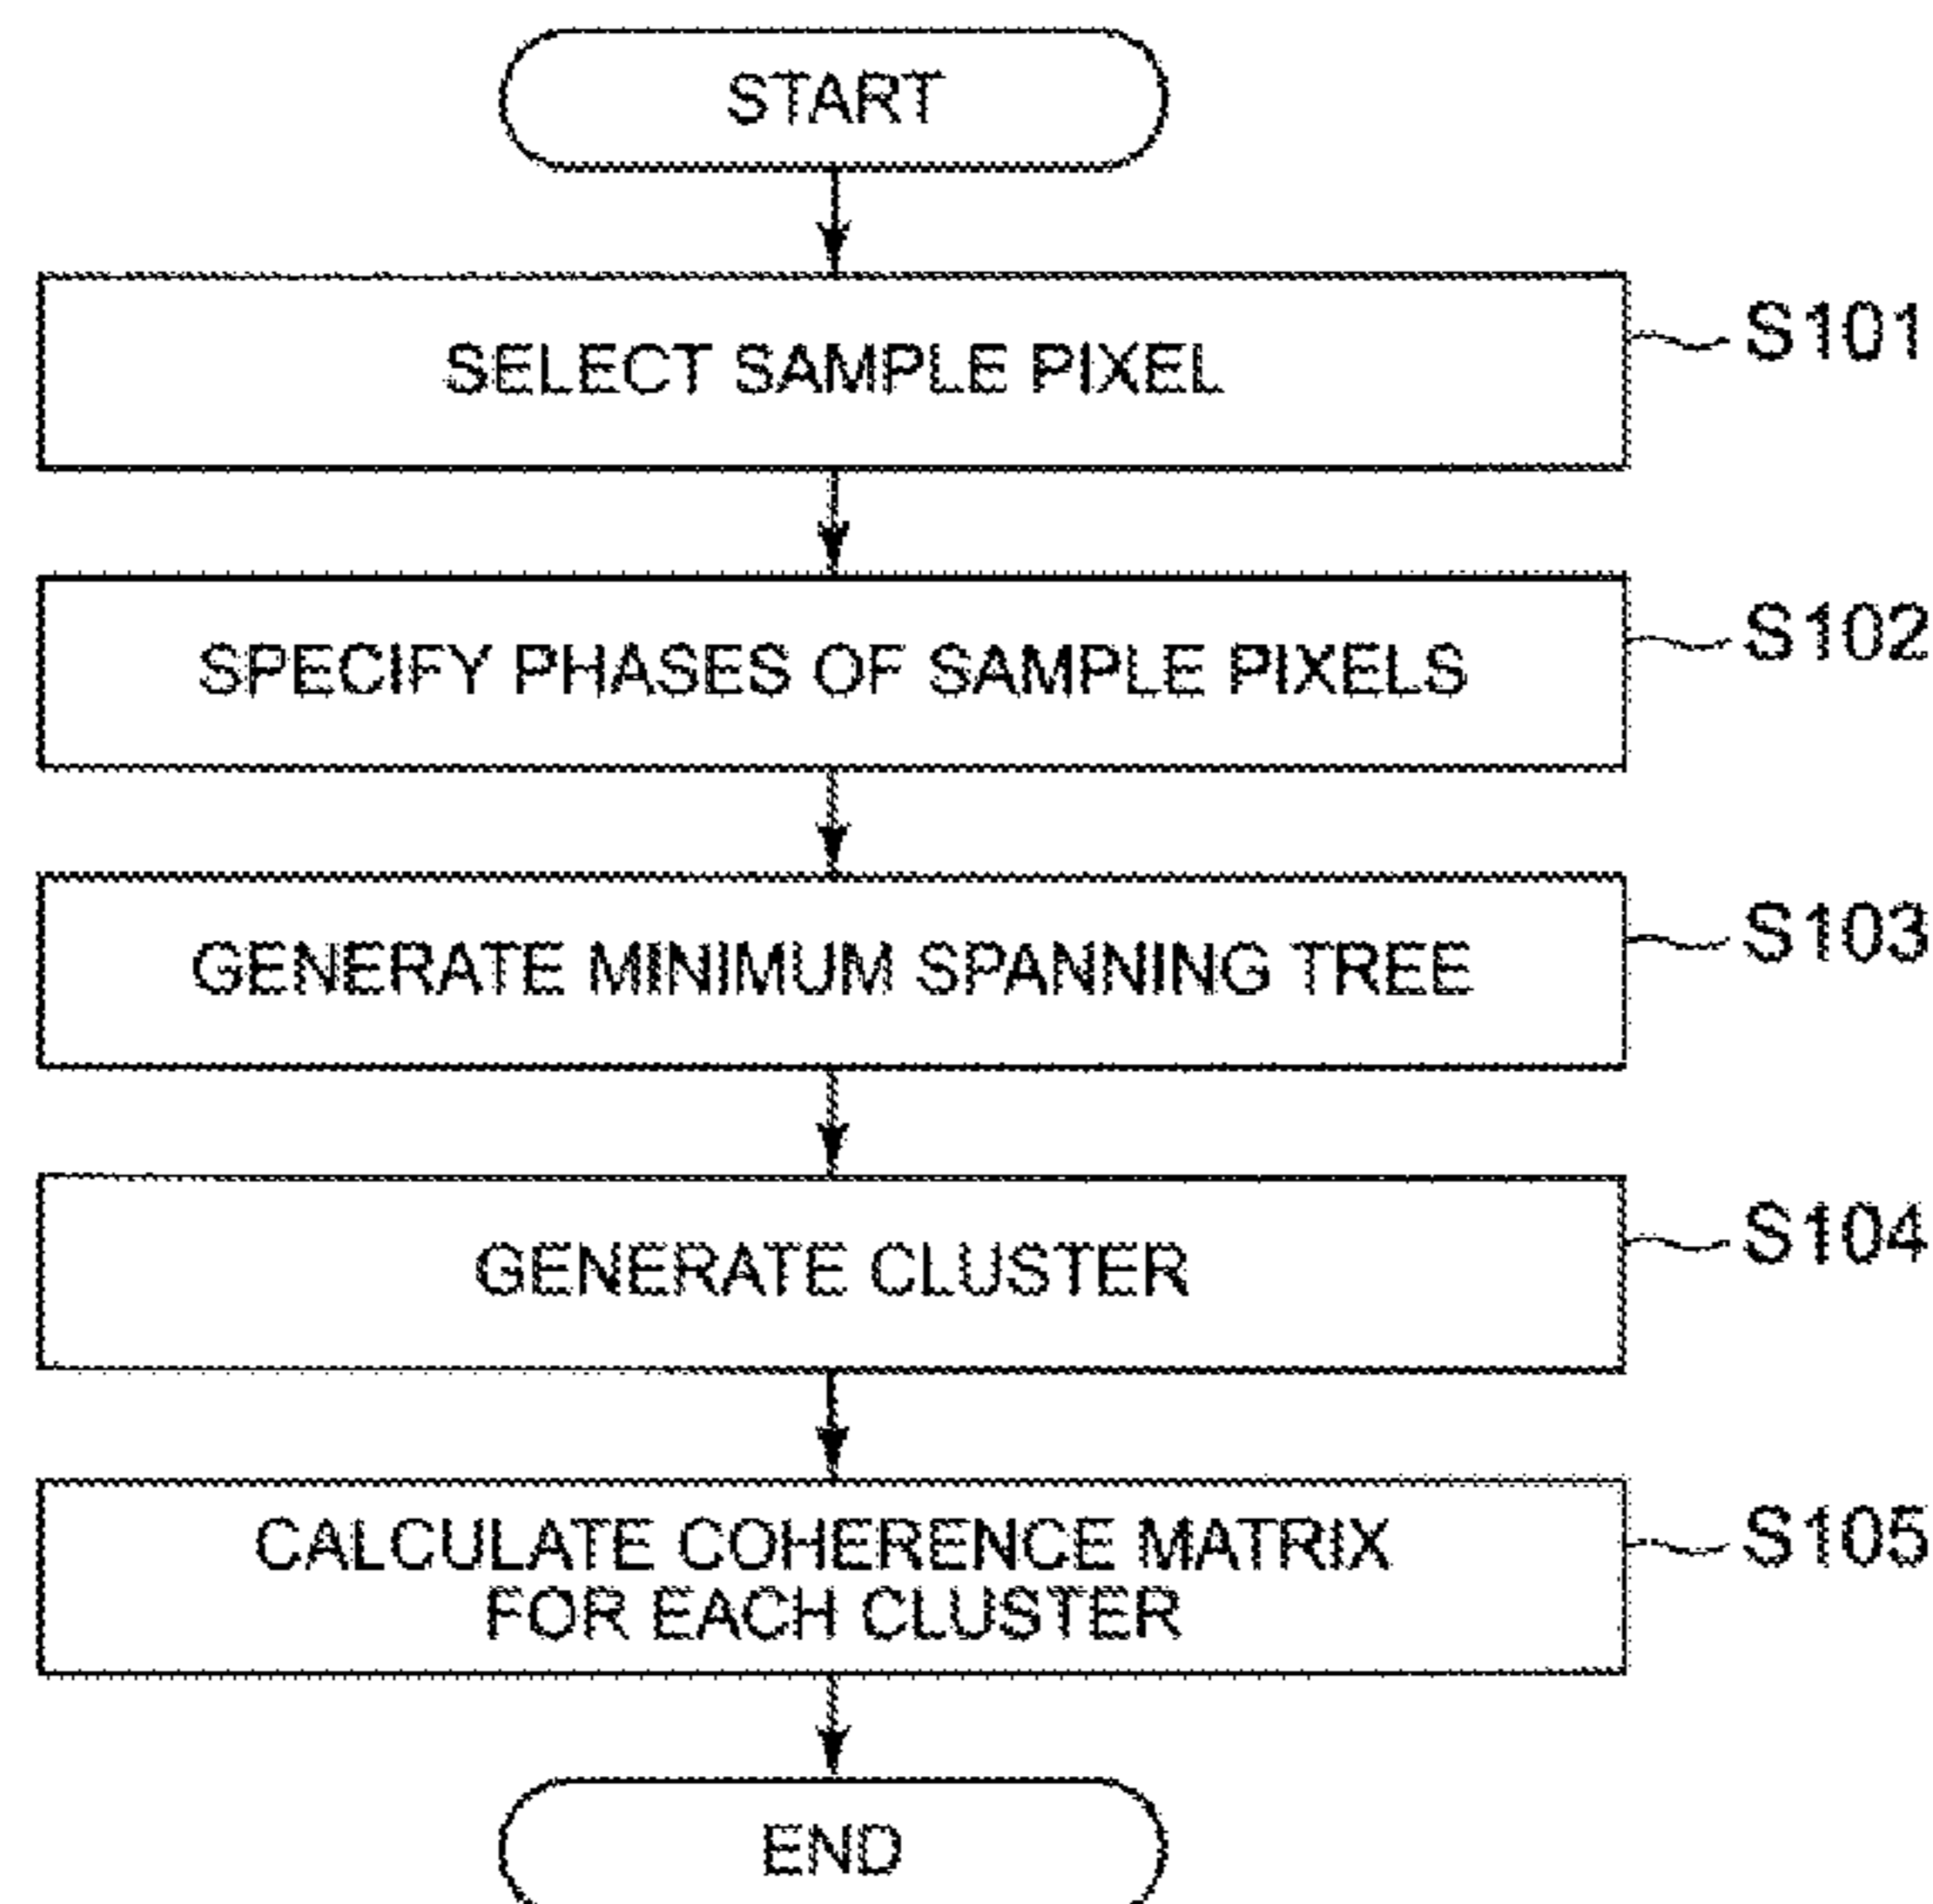 START
SELECT SAMPLE PIXEL
S101
SPECIFY PHASES OF SAMPLE PIXELS
S102
GENERATE MINIMUM SPANNING TREE
S103
GENERATE CLUSTER
S104
CALCULATE COHERENCE MATRIX
FOR EACH CLUSTER
S105
END